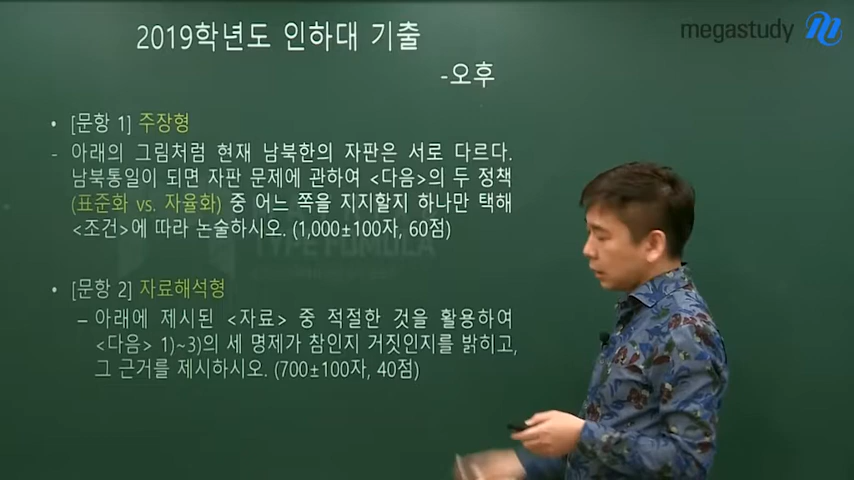 megastudy
2019학년도 인하대 기출
-오후
• [문항 1] 주장형
- 아래의 그림처럼 현재 남북한의 자판은 서로 다르다.
남북통일이 되면 자판 문제에 관하여 <다음>의 두 정책
(표준화 vs. 자율화) 중 어느 쪽을 지지할지 하나만 택해
<조건>에 따라 논술하시오. (1,000±100자, 60점)
TYPE FOMULA
• [문항 2] 자료해석형
– 아래에 제시된 <자료> 중 적절한 것을 활용하여
<다음> 1)~3)의 세 명제가 참인지 거짓인지를 밝히고,
그 근거를 제시하시오. (700±100자, 40점)